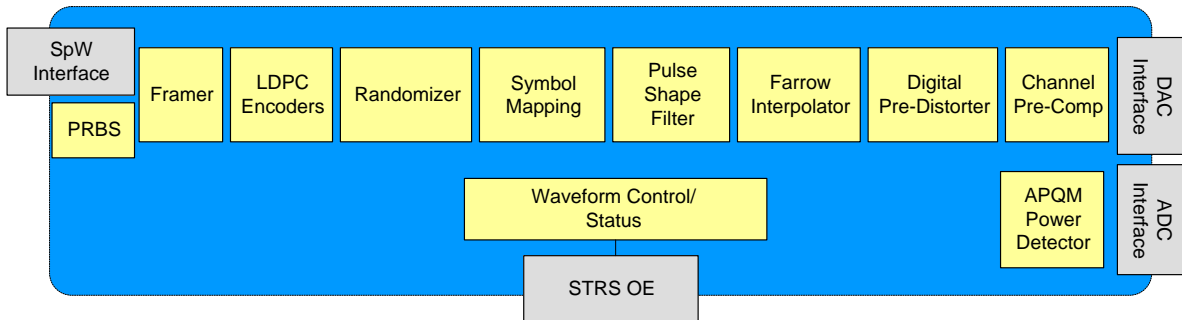 SpW
Interface
PRBS
Framer
LDPC
Encoders
Randomizer
Symbol
Mapping
Pulse
Shape
Filter
Farrow
Interpolator
Digital
Pre-Distorter
Channel
Pre-Comp
DAC
Interface
Waveform Control/
Status
APQM
Power
Detector
ADC
Interface
STRS OE